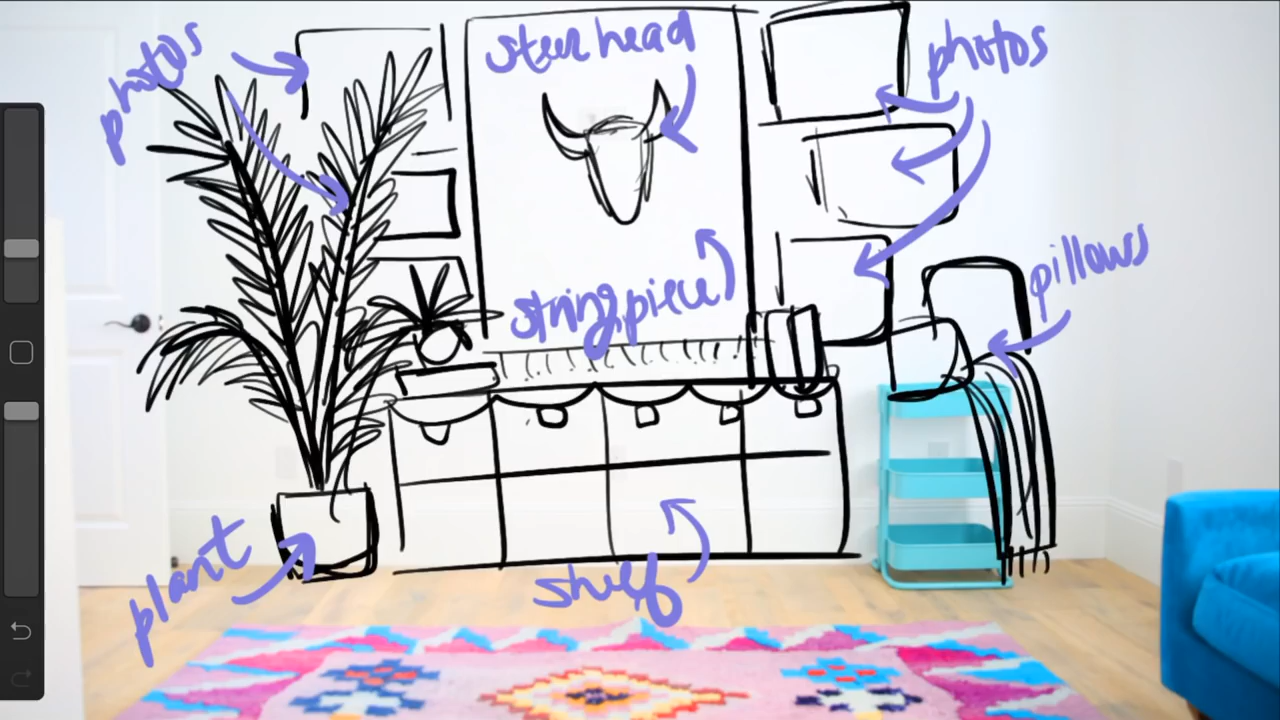 photos
steer head
photos
string piece
pillows
plant
shelf